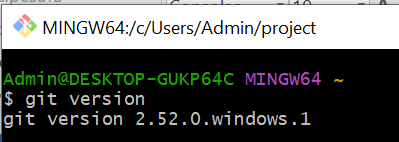 MINGW64:/c/Users/Admin/project
Admin@DESKTOP-GUKP64C MINGW64 ~
$ git version
git version 2.52.0.windows.1